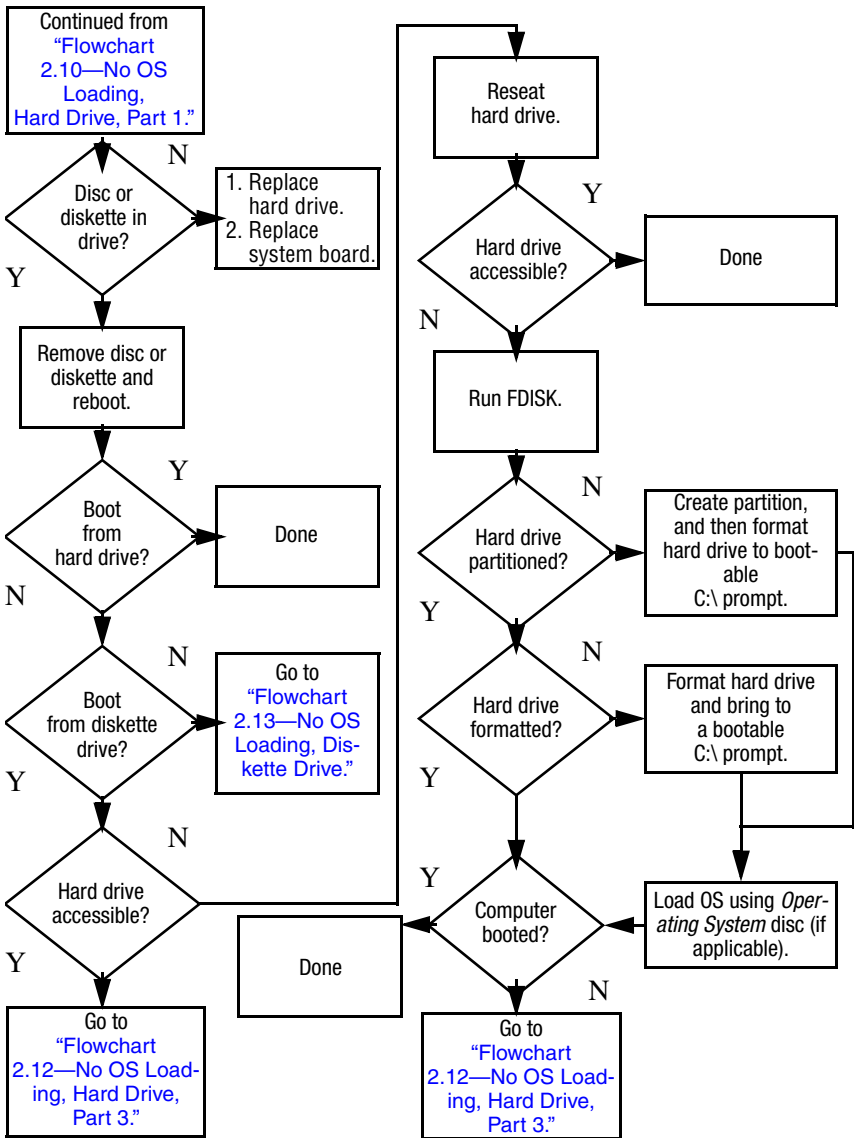 Continued from
“Flowchart
2.10—No OS
Loading,
Hard Drive, Part 1.”
N
Disc or
diskette in
drive?
1. Replace
hard drive.
2. Replace
system board.
Y
Remove disc or
diskette and
reboot.
Y
Boot
from
hard drive?
Done
N
N
Boot
from diskette
drive?
Go to
“Flowchart
2.13—No OS
Loading, Dis-
kette Drive.”
Y
N
Hard drive
accessible?
Y
Go to
“Flowchart
2.12—No OS Load-
ing, Hard Drive,
Part 3.”
Reseat
hard drive.
Y
Hard drive
accessible?
Done
N
Run FDISK.
N
Hard drive
partitioned?
Create partition,
and then format
hard drive to boot-
able
C:\ prompt.
Y
N
Hard drive
formatted?
Format hard drive
and bring to
a bootable
C:\ prompt.
Y
Y
Computer
booted?
Load OS using Oper-
ating System disc (if
applicable).
Done
N
Go to
“Flowchart
2.12—No OS Load-
ing, Hard Drive,
Part 3.”